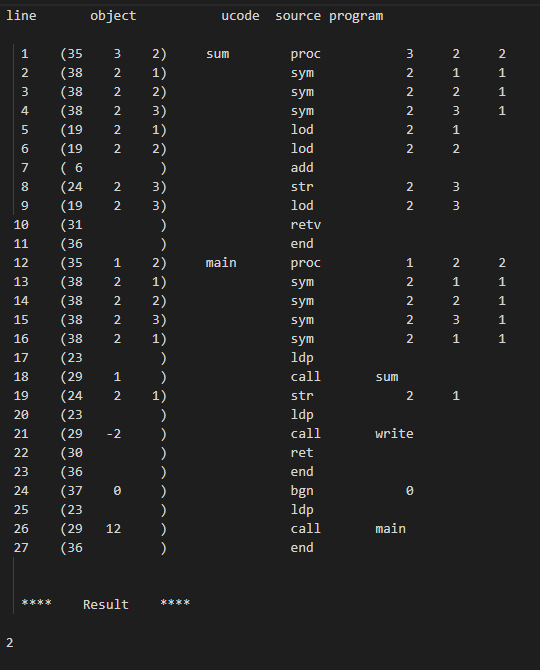 line       object           ucode  source program
  1    (35    3    2)     sum        proc           3     2     2
  2    (38    2    1)                sym            2     1     1
  3    (38    2    2)                sym            2     2     1
  4    (38    2    3)                sym            2     3     1
  5    (19    2    1)                lod            2     1
  6    (19    2    2)                lod            2     2
  7    ( 6          )                add
  8    (24    2    3)                str            2     3
  9    (19    2    3)                lod            2     3
 10    (31          )                retv
 11    (36          )                end
 12    (35    1    2)     main       proc           1     2     2
 13    (38    2    1)                sym            2     1     1
 14    (38    2    2)                sym            2     2     1
 15    (38    2    3)                sym            2     3     1
 16    (38    2    1)                sym            2     1     1
 17    (23          )                ldp
 18    (29    1     )                call       sum
 19    (24    2    1)                str            2     1
 20    (23          )                ldp
 21    (29   -2     )                call       write
 22    (30          )                ret
 23    (36          )                end
 24    (37    0     )                bgn            0
 25    (23          )                ldp
 26    (29   12     )                call       main
 27    (36          )                end
  ****    Result    ****
2